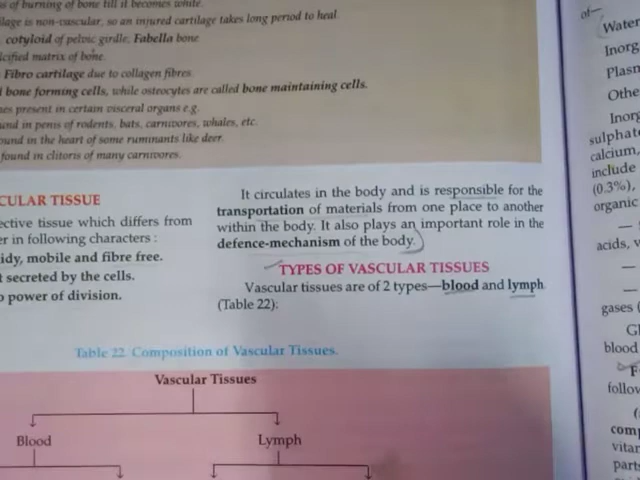 s of burning of bone till it becomes white.
lage is non-vascular, so an injured cartilage takes long period to heal
cotyloid of pelvic girdle; Fabella bone
lcified matrix of bone.
Fibro cartilage due to collagen fibres.
bone forming cells, while osteocytes are called bone maintaining cells.
es present in certain visceral organs e.g.
und in penis of rodents, bats, carnivores, whales, etc.
ound in the heart of some ruminants like deer.
found in clitoris of many carnivores.
CULAR TISSUE
ective tissue which differs from
er in following characters :
idy, mobile and fibre free.
t secreted by the cells.
o power of division.
It circulates in the body and is responsible for the
transportation of materials from one place to another
within the body. It also plays an important role in the
defence-mechanism of the body.
TYPES OF VASCULAR TISSUES
Vascular tissues are of 2 types—blood and lymph
(Table 22):
Table 22. Composition of Vascular Tissues.
Vascular Tissues
Blood
Lymph
of—
Water
Inorg
Plasm
Othe
Inorg
sulphate
calcium,
include
(0.3%),
organic
acids, v
gases (
Gl
blood
F
follow
(
comp
vitar
parts